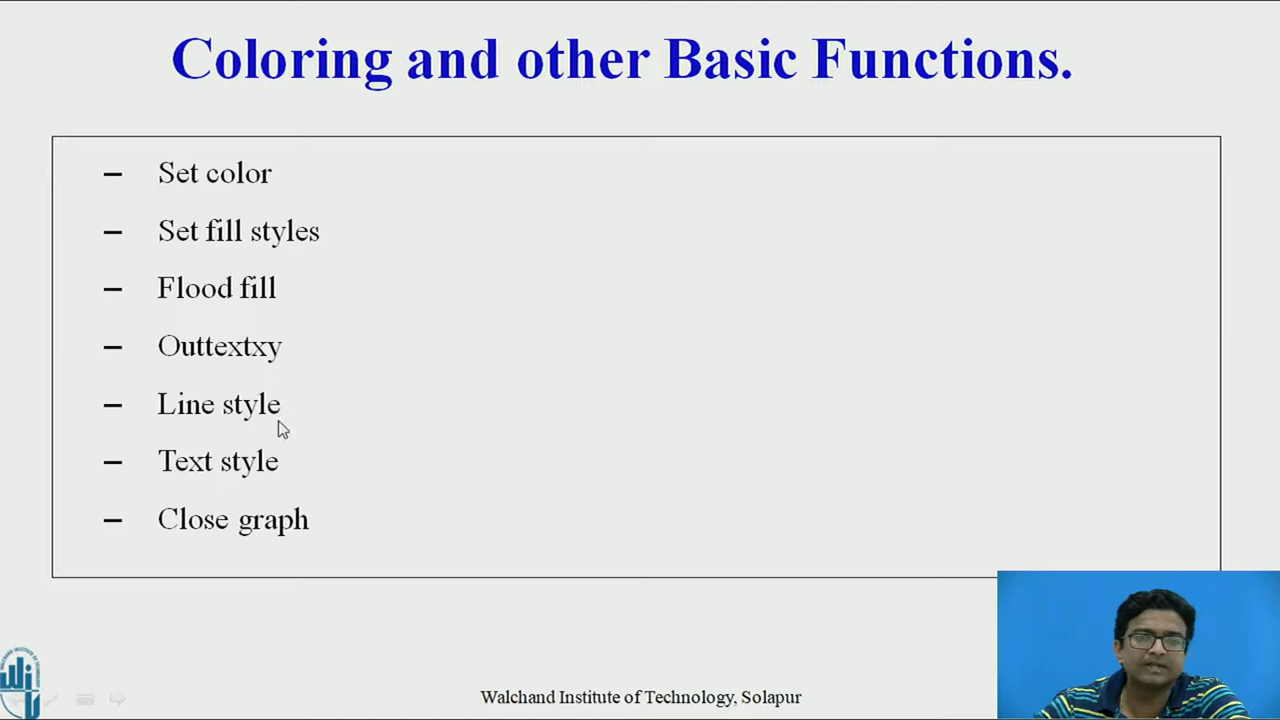 Coloring and other Basic Functions.
– Set color
– Set fill styles
– Flood fill
– Outtextxy
– Line style
– Text style
– Close graph
Walchand Institute of Technology, Solapur